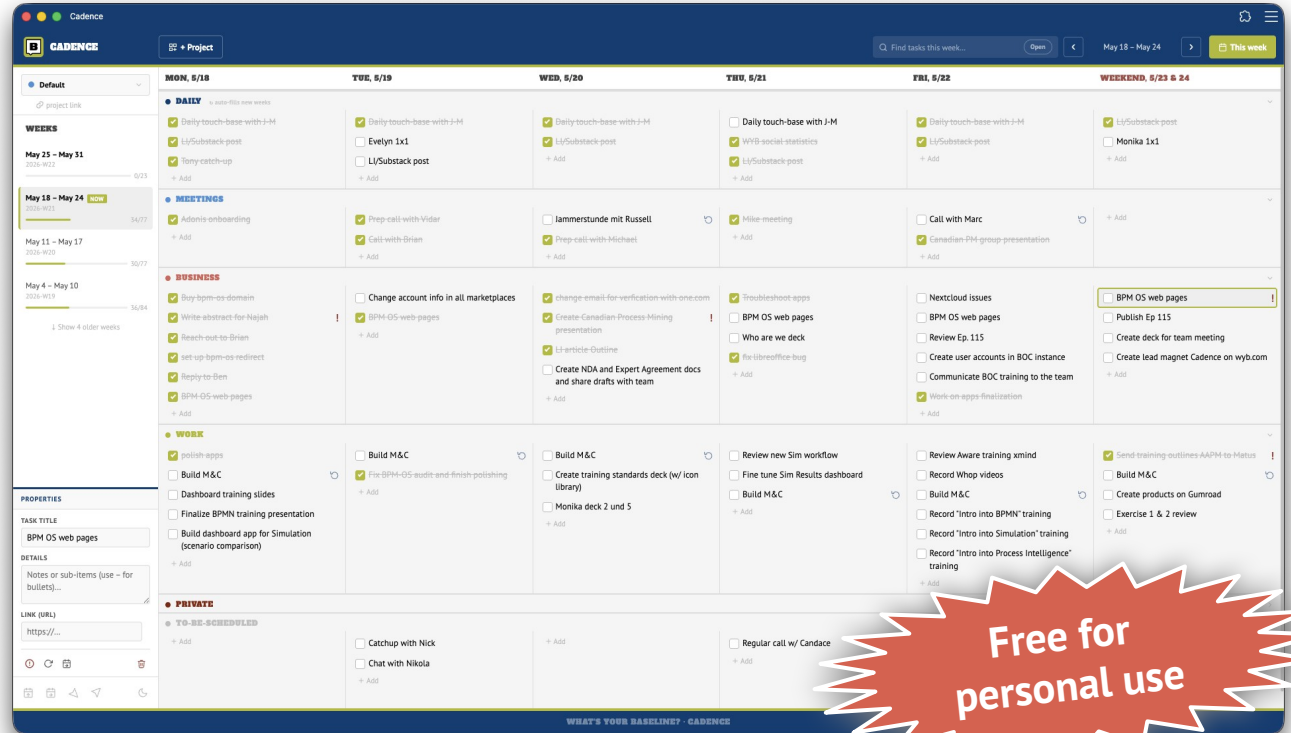 Cadence
B CADENCE
+ Project
Find tasks this week...
Open
May 18 – May 24
This week
Default
project link
WEEKS
May 25 – May 31
2026-W22
0/23
May 18 – May 24 NOW
2026-W21
34/77
May 11 – May 17
2026-W20
30/77
May 4 – May 10
2026-W19
36/84
↓ Show 4 older weeks
MON, 5/18
TUE, 5/19
WED, 5/20
THU, 5/21
FRI, 5/22
WEEKEND, 5/23 & 24
DAILY
auto-fills new weeks
Daily touch-base with J-M
LI/Substack post
Tony catch-up
+ Add
Daily touch-base with J-M
Evelyn 1x1
LI/Substack post
+ Add
Daily touch-base with J-M
LI/Substack post
+ Add
Daily touch-base with J-M
WYB social statistics
LI/Substack post
+ Add
Daily touch-base with J-M
LI/Substack post
+ Add
LI/Substack post
Monika 1x1
+ Add
MEETINGS
Adonis onboarding
+ Add
Prep call with Vidar
Call with Brian
+ Add
Jammerstunde mit Russell
Prep call with Michael
+ Add
Mike meeting
+ Add
Call with Marc
Canadian PM group presentation
+ Add
+ Add
BUSINESS
Buy bpm-os domain
Write abstract for Najah !
Reach out to Brian
set up bpm-os redirect
Reply to Ben
BPM OS web pages
+ Add
Change account info in all marketplaces
BPM OS web pages
+ Add
change email for verfication with one.com
Create Canadian Process Mining !
presentation
LI article Outline
Create NDA and Expert Agreement docs
and share drafts with team
+ Add
Troubleshoot apps
BPM OS web pages
Who are we deck
fix libreoffice bug
+ Add
Nextcloud issues
BPM OS web pages
Review Ep. 115
Create user accounts in BOC instance
Communicate BOC training to the team
Work on apps finalization
+ Add
BPM OS web pages !
Publish Ep 115
Create deck for team meeting
Create lead magnet Cadence on wyb.com
+ Add
WORK
polish apps
Build M&C
Dashboard training slides
Finalize BPMN training presentation
Build dashboard app for Simulation
(scenario comparison)
+ Add
Build M&C
Fix BPM-OS audit and finish polishing
+ Add
Build M&C
Create training standards deck (w/ icon
library)
Monika deck 2 und 5
+ Add
Review new Sim workflow
Fine tune Sim Results dashboard
Build M&C
+ Add
Review Aware training xmind
Record Whop videos
Build M&C
Record "Intro into BPMN" training
Record "Intro into Simulation" training
Record "Intro into Process Intelligence"
training
+ Add
Send training outlines AAPM to Matus !
Build M&C
Create products on Gumroad
Exercise 1 & 2 review
+ Add
PRIVATE
TO-BE-SCHEDULED
+ Add
Catchup with Nick
Chat with Nikola
+ Add
+ Add
Regular call w/ Candace
+ Add
PROPERTIES
TASK TITLE
BPM OS web pages
DETAILS
Notes or sub-items (use – for
bullets)...
LINK (URL)
https://...
Free for
personal use
WHAT'S YOUR BASELINE? · CADENCE